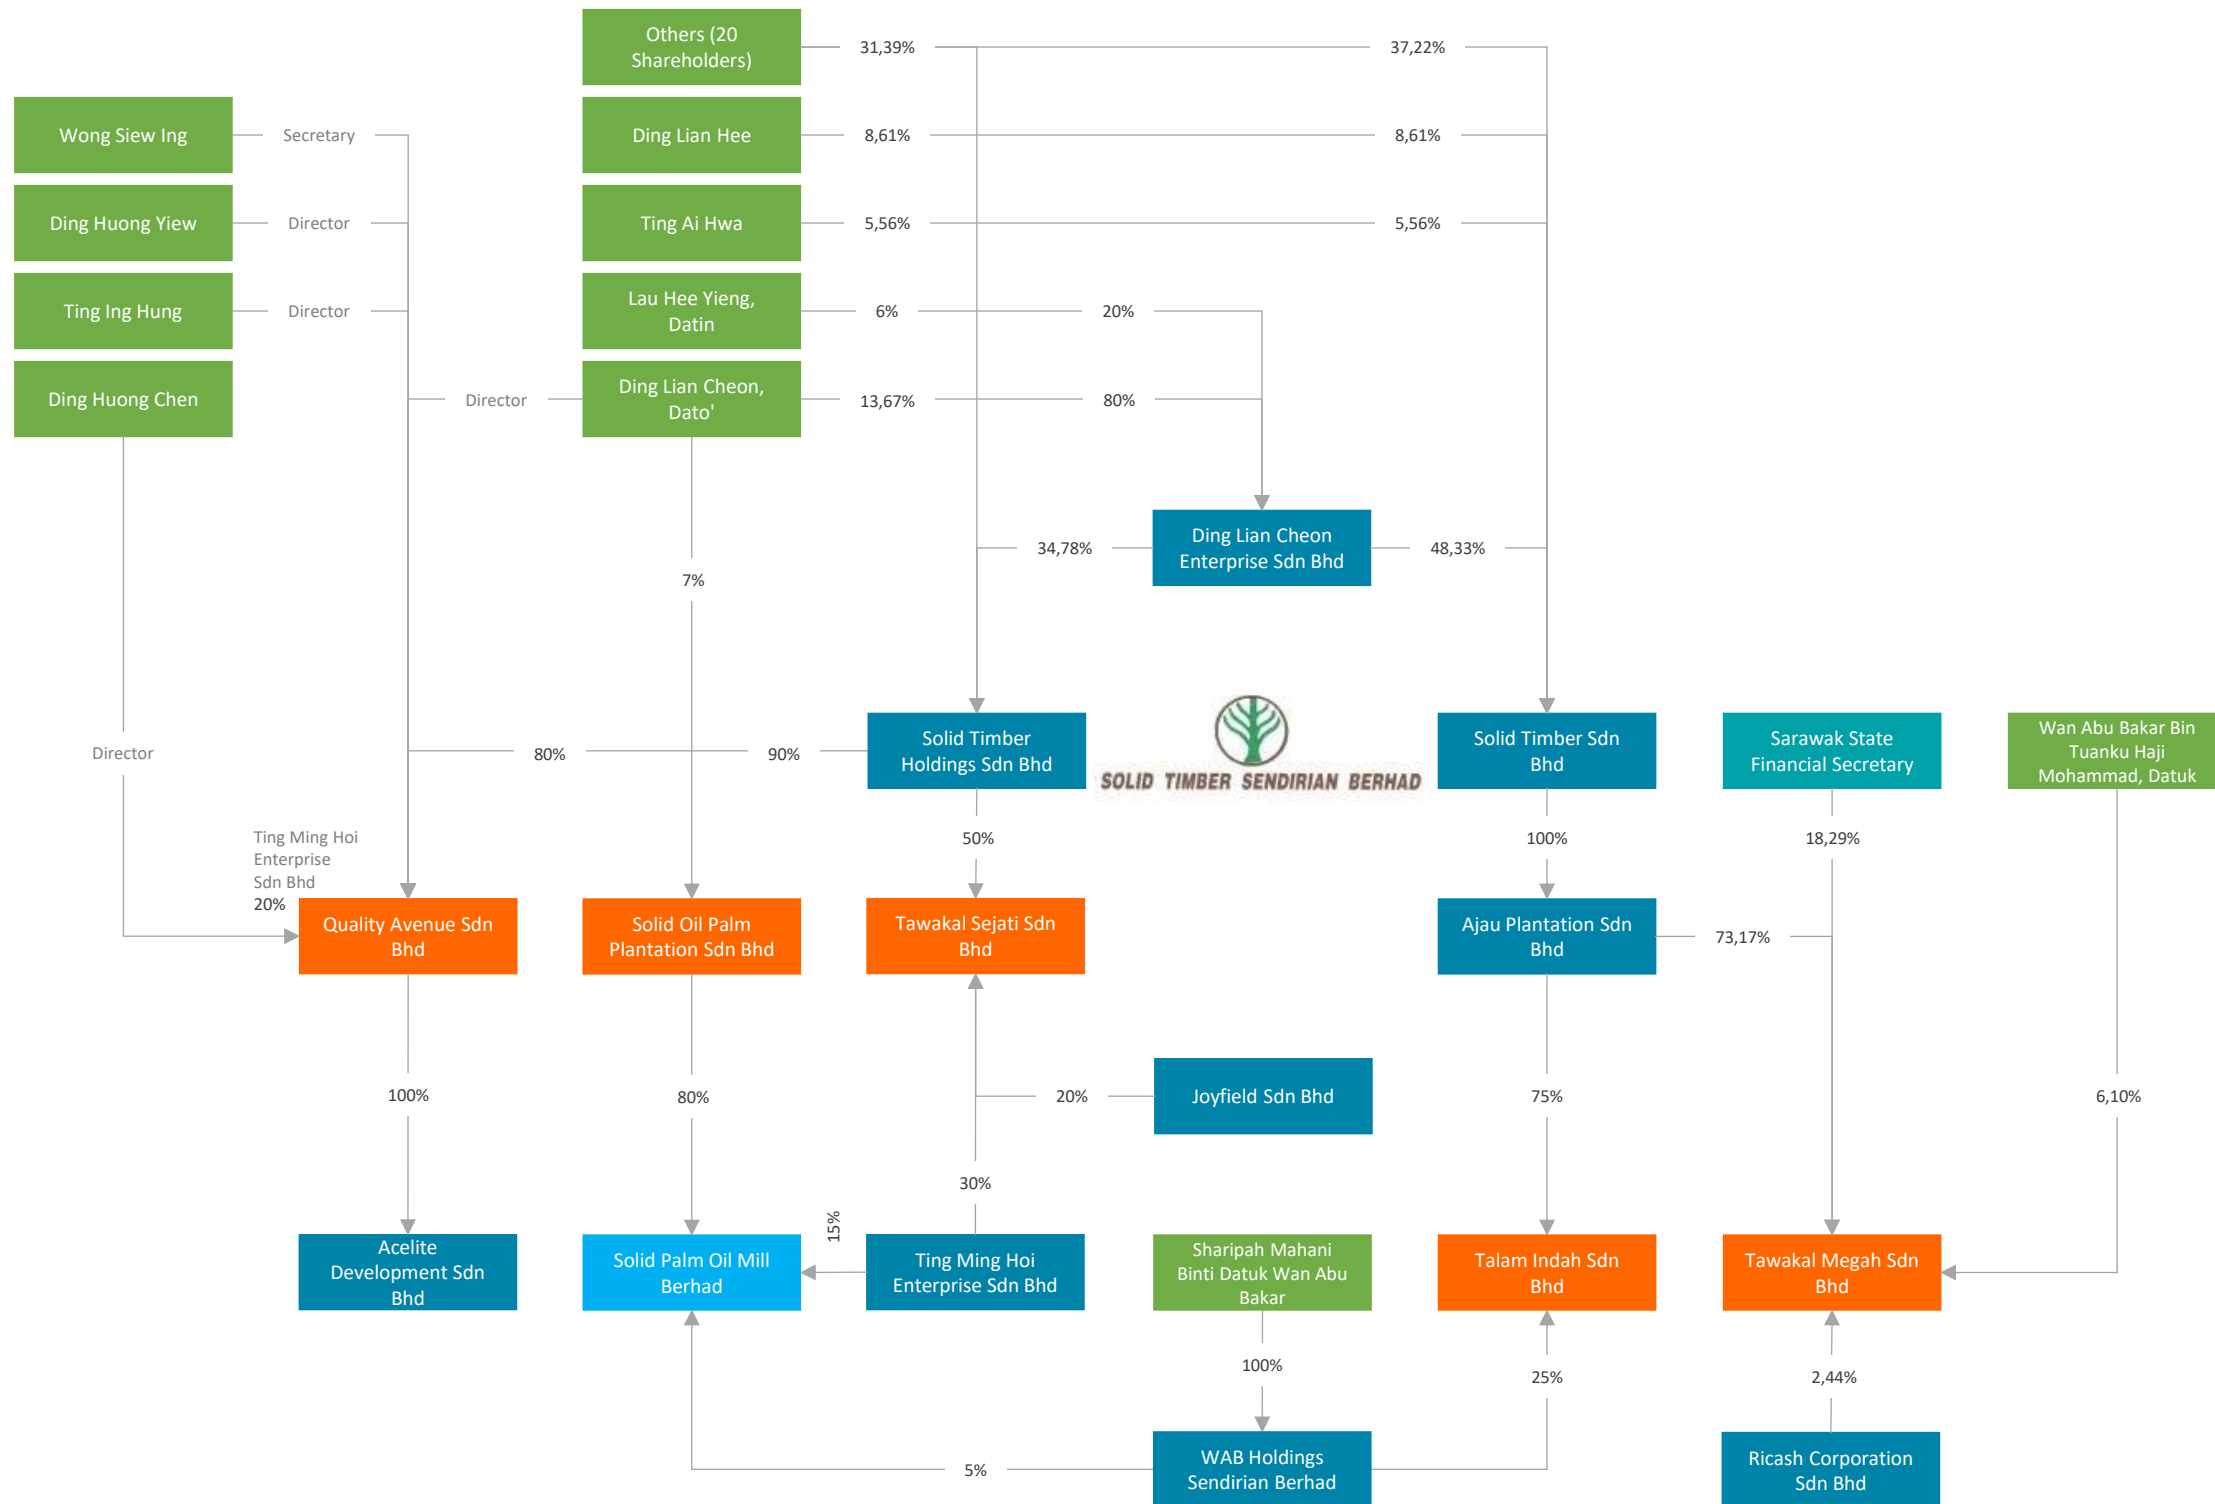 Others (20
Shareholders)
31,39%
37,22%
Wong Siew Ing
Secretary
Ding Lian Hee
8,61%
8,61%
Ding Huong Yiew
Director
Ting Ai Hwa
5,56%
5,56%
Ting Ing Hung
Director
Lau Hee Yieng,
Datin
6%
20%
Ding Huong Chen
Director
Ding Lian Cheon,
Dato'
13,67%
80%
34,78%
Ding Lian Cheon
Enterprise Sdn Bhd
48,33%
7%
Director
80%
90%
Solid Timber
Holdings Sdn Bhd
SOLID TIMBER SENDIRIAN BERHAD
Solid Timber Sdn
Bhd
Sarawak State
Financial Secretary
Wan Abu Bakar Bin
Tuanku Haji
Mohammad, Datuk
Ting Ming Hoi
Enterprise
Sdn Bhd
20%
50%
100%
18,29%
Quality Avenue Sdn
Bhd
Solid Oil Palm
Plantation Sdn Bhd
Tawakal Sejati Sdn
Bhd
Ajau Plantation Sdn
Bhd
73,17%
100%
80%
20%
Joyfield Sdn Bhd
75%
6,10%
30%
15%
Acelite
Development Sdn
Bhd
Solid Palm Oil Mill
Berhad
Ting Ming Hoi
Enterprise Sdn Bhd
Sharipah Mahani
Binti Datuk Wan Abu
Bakar
Talam Indah Sdn
Bhd
Tawakal Megah Sdn
Bhd
100%
25%
2,44%
5%
WAB Holdings
Sendirian Berhad
Ricash Corporation
Sdn Bhd